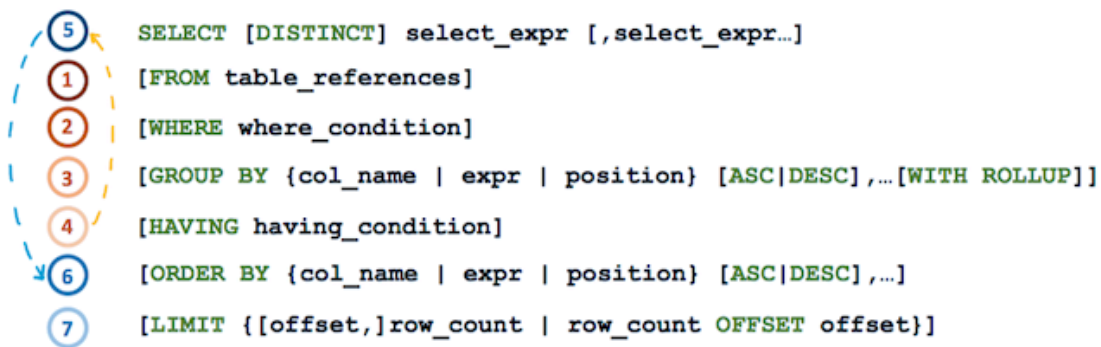 5 SELECT [DISTINCT] select_expr [,select_expr…]
1 [FROM table_references]
2 [WHERE where_condition]
3 [GROUP BY {col_name | expr | position} [ASC|DESC],…[WITH ROLLUP]]
4 [HAVING having_condition]
6 [ORDER BY {col_name | expr | position} [ASC|DESC],…]
7 [LIMIT {[offset,]row_count | row_count OFFSET offset}]